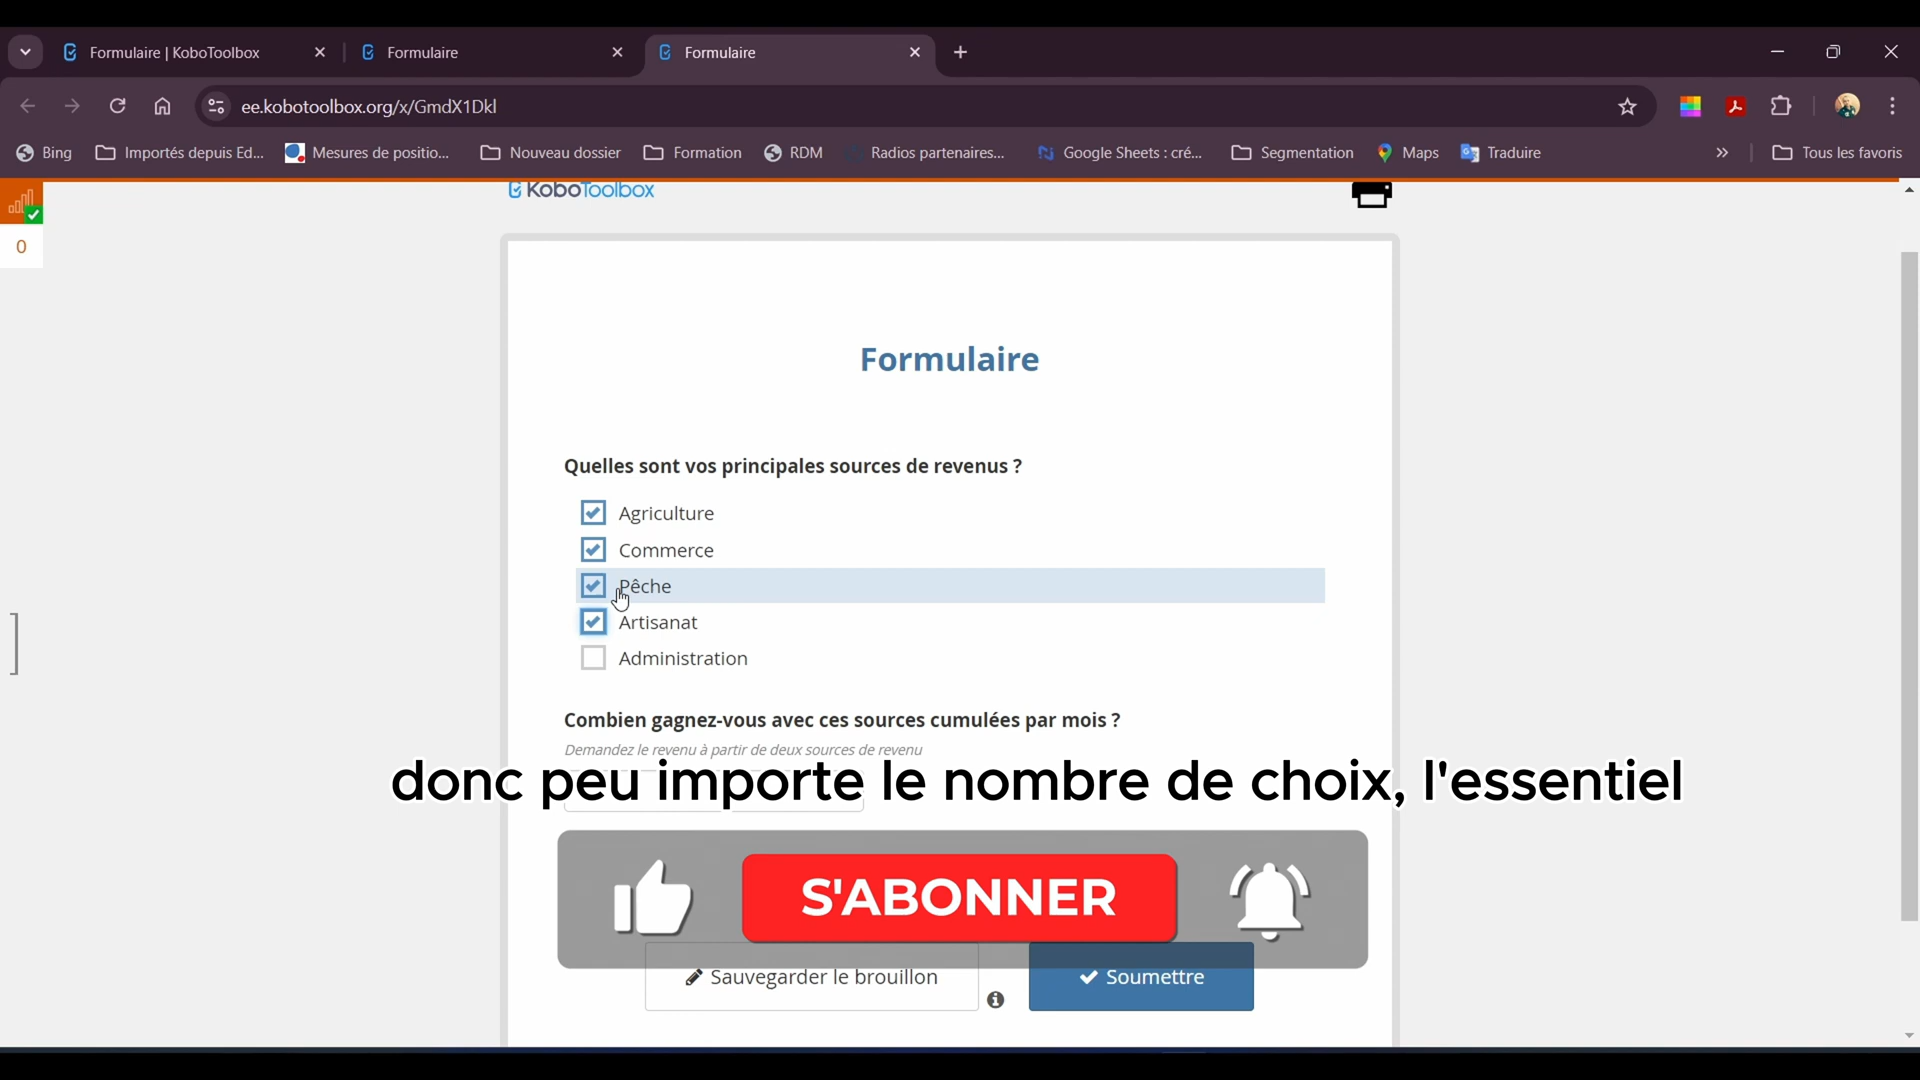 Formulaire | KoboToolbox
Formulaire
Formulaire
ee.kobotoolbox.org/x/GmdX1Dkl
Bing
Importés depuis Ed...
Mesures de positio...
Nouveau dossier
Formation
RDM
Radios partenaires...
Google Sheets : cré...
Segmentation
Maps
Traduire
Tous les favoris
KoboToolbox
0
Formulaire
Quelles sont vos principales sources de revenus ?
Agriculture
Commerce
Pêche
Artisanat
Administration
Combien gagnez-vous avec ces sources cumulées par mois ?
Demandez le revenu à partir de deux sources de revenu
donc peu importe le nombre de choix, l'essentiel
S'ABONNER
Sauvegarder le brouillon
Soumettre